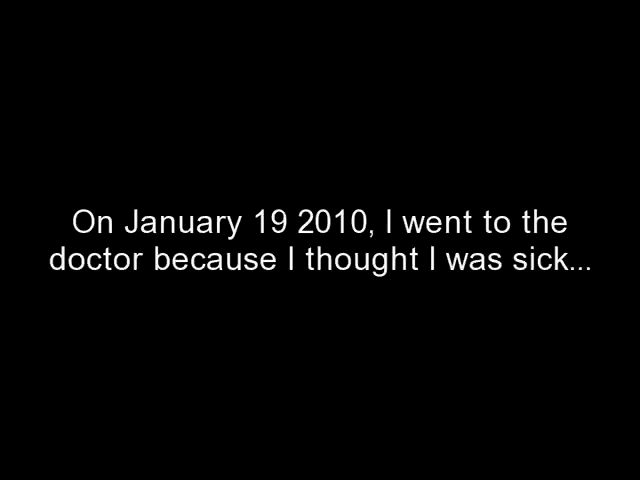 On January 19 2010, I went to the
doctor because I thought I was sick...